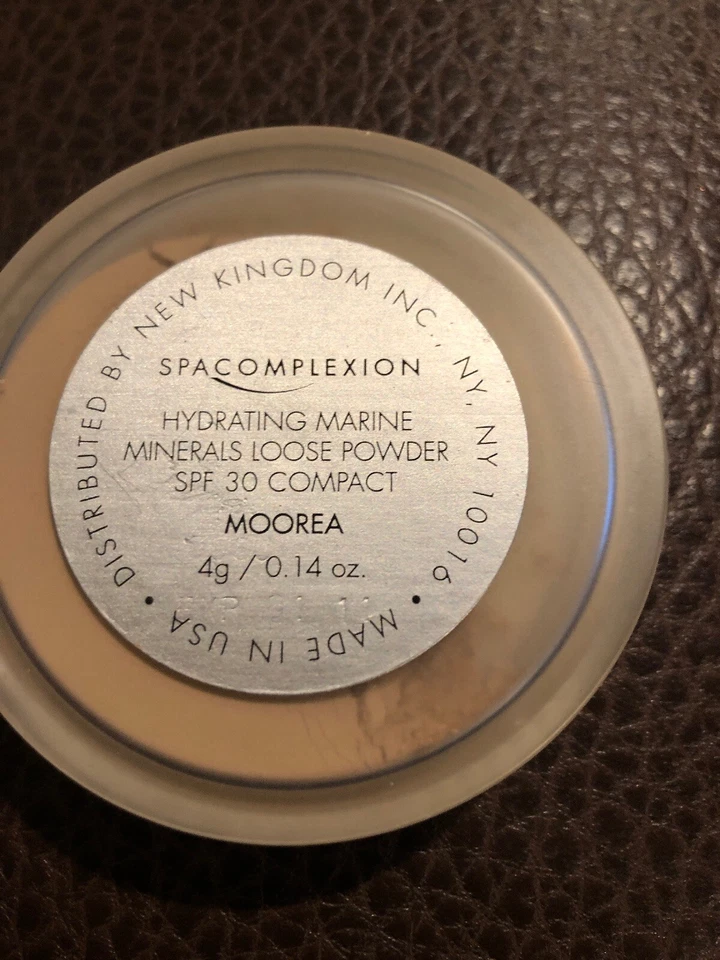 DISTRIBUTED BY NEW KINGDOM INC., NY, NY 10016
SPACOMPLEXION
HYDRATING MARINE
MINERALS LOOSE POWDER
SPF 30 COMPACT
MOOREA
4g / 0.14 oz.
• MADE IN USA •